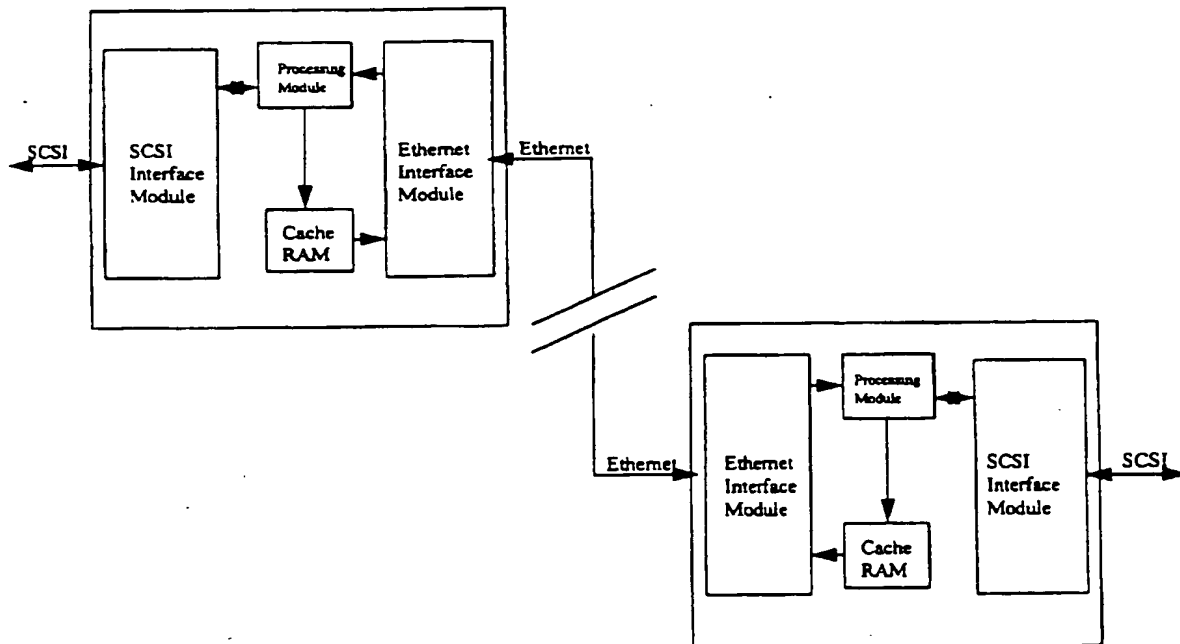 Processing
Module
SCSI
SCSI
Interface
Module
Ethernet
Interface
Module
Ethernet
Cache
RAM
Processing
Module
Ethernet
Ethernet
Interface
Module
SCSI
Interface
Module
SCSI
Cache
RAM